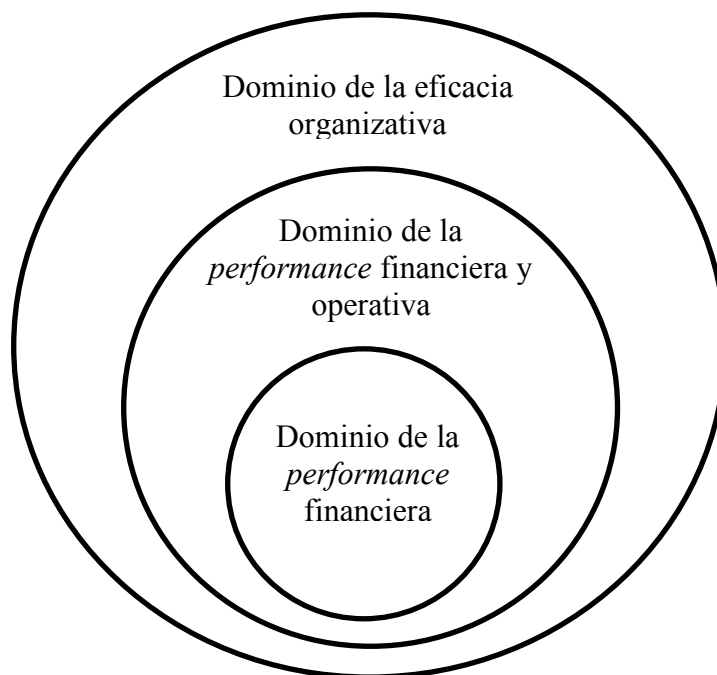 Dominio de la eficacia
organizativa
Dominio de la
performance financiera y
operativa
Dominio de la
performance
financiera